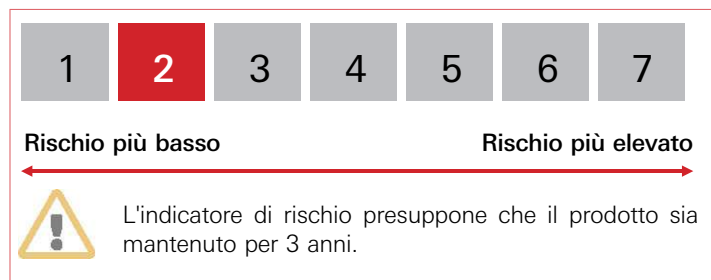 1 2 3 4 5 6 7
Rischio più basso Rischio più elevato
L'indicatore di rischio presuppone che il prodotto sia
mantenuto per 3 anni.